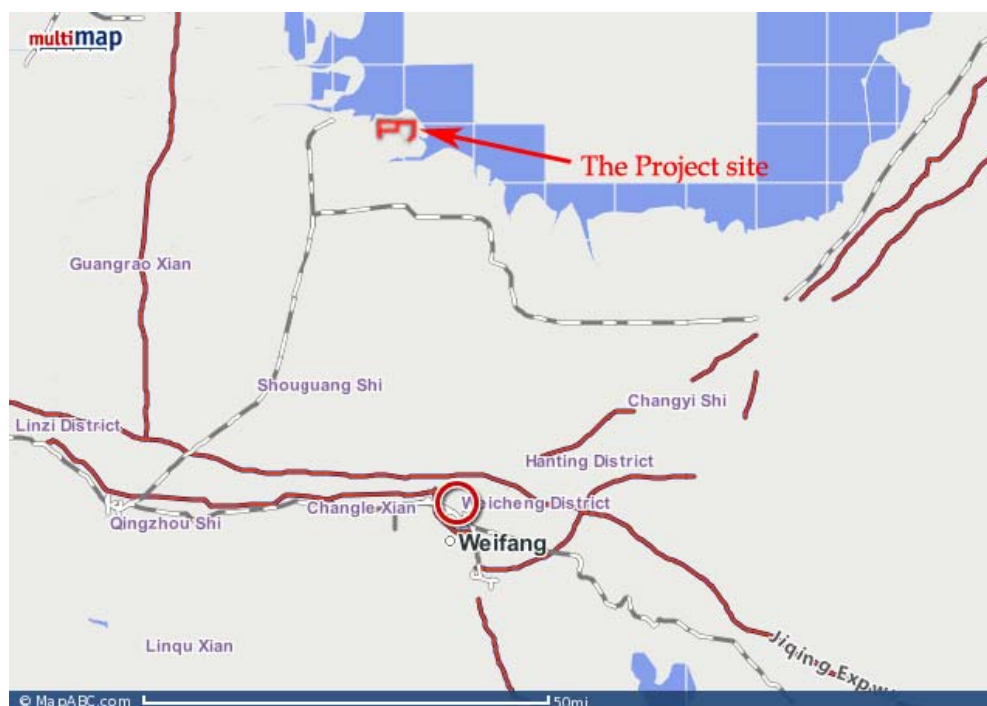 multimap
The Project site
Guangrao Xian
Shouguang Shi
Changyi Shi
Linzi District
Hanting District
Changle Xian
Weicheng District
Qingzhou Shi
Weifang
Linqu Xian
Jiqing Exp.w
© MapABC.com
50mi